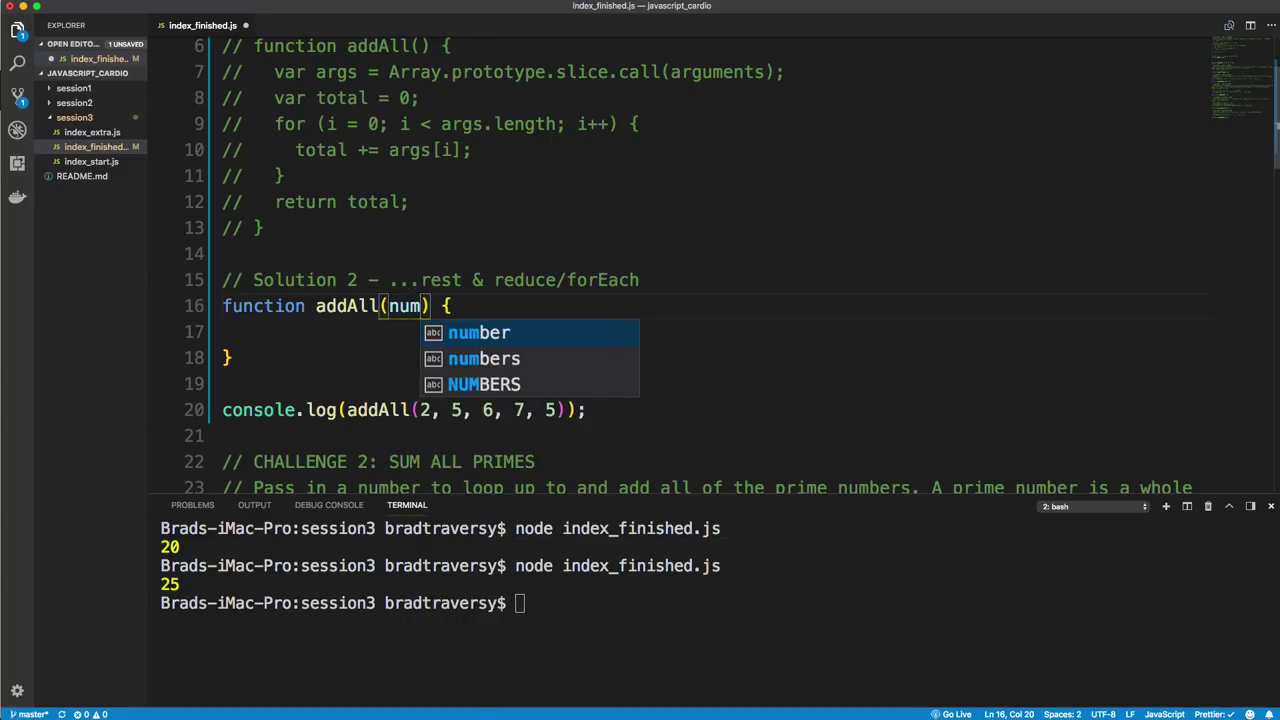 index_finished.js — javascript_cardio
EXPLORER
index_finished.js
OPEN EDITO... 1 UNSAVED
index_finishe... M
JAVASCRIPT_CARDIO
session1
session2
session3
index_extra.js
index_finished... M
index_start.js
README.md
6 // function addAll() {
7 //   var args = Array.prototype.slice.call(arguments);
8 //   var total = 0;
9 //   for (i = 0; i < args.length; i++) {
10 //     total += args[i];
11 //   }
12 //   return total;
13 // }
14
15 // Solution 2 - ...rest & reduce/forEach
16 function addAll(num) {
17
18 }
19
20 console.log(addAll(2, 5, 6, 7, 5));
21
22 // CHALLENGE 2: SUM ALL PRIMES
23 // Pass in a number to loop up to and add all of the prime numbers. A prime number is a whole
abc number
abc numbers
abc NUMBERS
PROBLEMS OUTPUT DEBUG CONSOLE TERMINAL 2: bash
Brads-iMac-Pro:session3 bradtraversy$ node index_finished.js
20
Brads-iMac-Pro:session3 bradtraversy$ node index_finished.js
25
Brads-iMac-Pro:session3 bradtraversy$
master* 0 0 Go Live Ln 16, Col 20 Spaces: 2 UTF-8 LF JavaScript Prettier: ✓
1
1
JS
JS
JS
JS